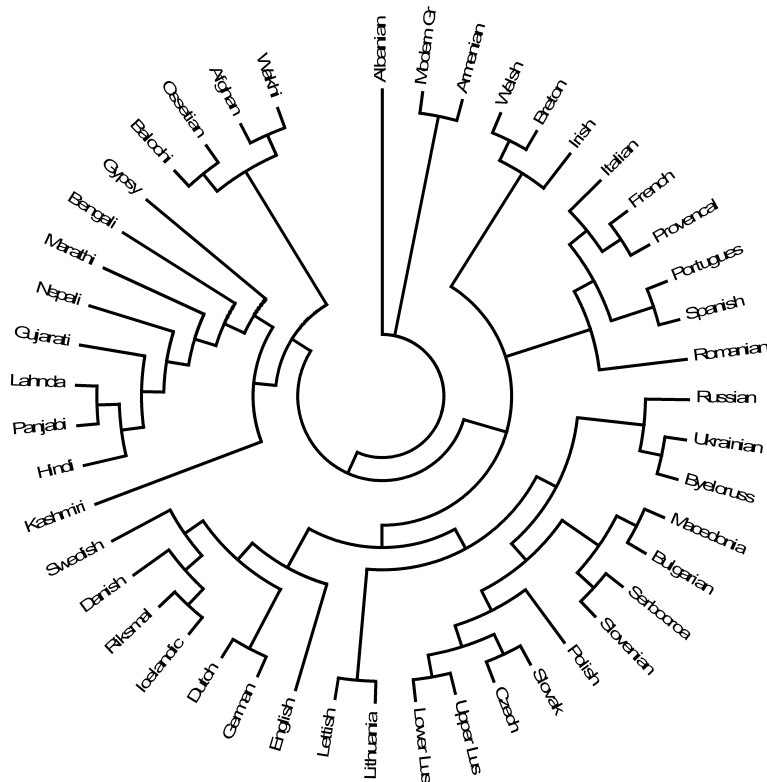 Albanian
Modern Gr
Armenian
Welsh
Breton
Irish
Italian
French
Provencal
Portugues
Spanish
Romanian
Russian
Ukrainian
Byeloruss
Macedonia
Bulgarian
Serbocroa
Slovenian
Polish
Slovak
Czech
Upper Lus
Lower Lus
Lithuania
Lettish
English
German
Dutch
Icelandic
Riksmal
Danish
Swedish
Kashmiri
Hindi
Panjabi
Lahnda
Gujarati
Nepali
Marathi
Bengali
Gypsy
Balochi
Ossetian
Afghan
Wakhi